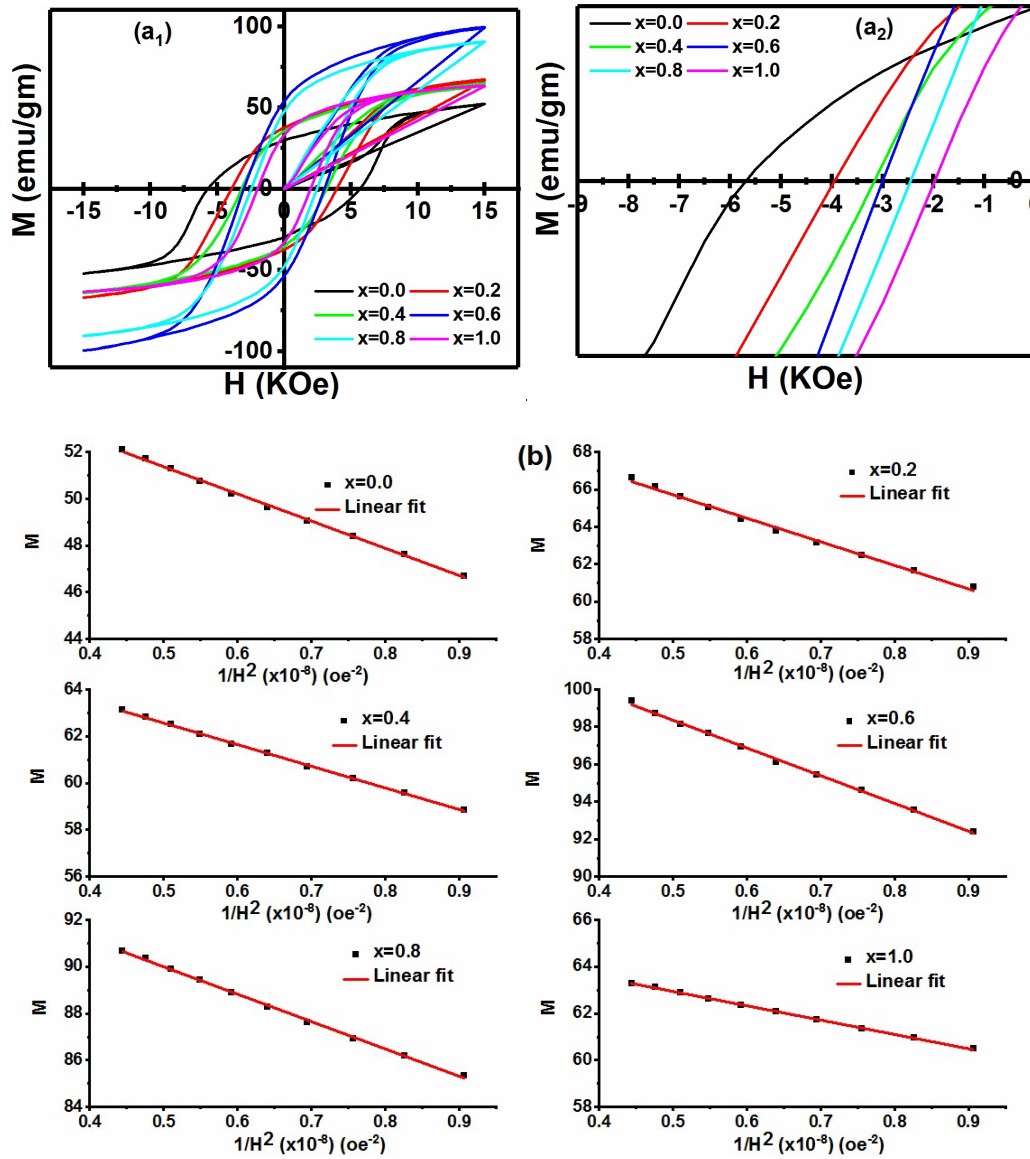 (a1)
M (emu/gm)
100
50
0
-50
-100
-15 -10 -5 0 5 10 15
x=0.0 x=0.2
x=0.4 x=0.6
x=0.8 x=1.0
H (KOe)
(a2)
x=0.0 x=0.2
x=0.4 x=0.6
x=0.8 x=1.0
M (emu/gm)
0
-9 -8 -7 -6 -5 -4 -3 -2 -1 0
H (KOe)
(b)
52
50
48
46
44
M
x=0.0
Linear fit
0.4 0.5 0.6 0.7 0.8 0.9
1/H2 (x10-8) (oe-2)
68
66
64
62
60
58
M
x=0.2
Linear fit
0.4 0.5 0.6 0.7 0.8 0.9
1/H2 (x10-8) (oe-2)
64
62
60
58
56
M
x=0.4
Linear fit
0.4 0.5 0.6 0.7 0.8 0.9
1/H2 (x10-8) (oe-2)
100
98
96
94
92
90
M
x=0.6
Linear fit
0.4 0.5 0.6 0.7 0.8 0.9
1/H2 (x10-8) (oe-2)
92
90
88
86
84
M
x=0.8
Linear fit
0.4 0.5 0.6 0.7 0.8 0.9
1/H2 (x10-8) (oe-2)
66
64
62
60
58
M
x=1.0
Linear fit
0.4 0.5 0.6 0.7 0.8 0.9
1/H2 (x10-8) (oe-2)